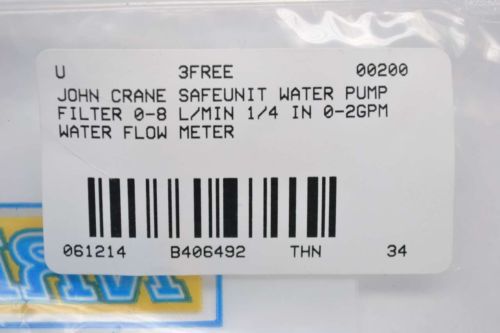 U 3FREE 00200
JOHN CRANE SAFEUNIT WATER PUMP
FILTER 0-8 L/MIN 1/4 IN 0-2GPM
WATER FLOW METER
061214 B406492 THN 34